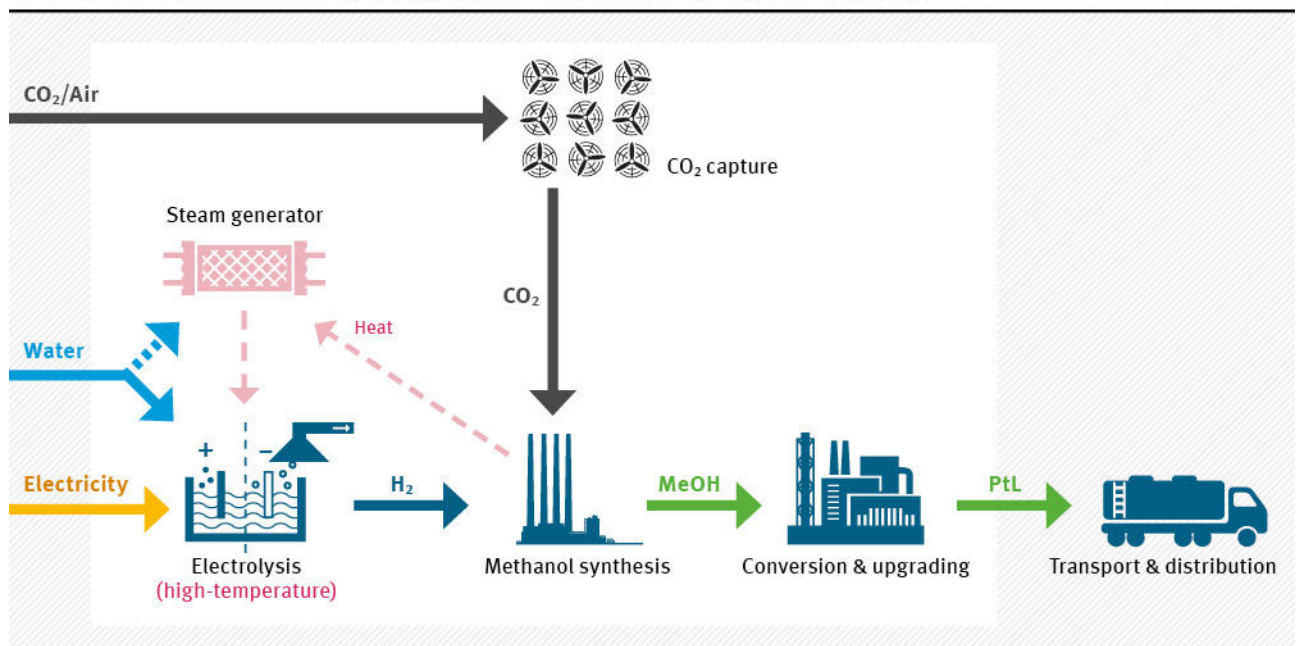 CO₂/Air
CO₂ capture
Steam generator
CO₂
Heat
Water
+ –
Electricity
H₂
MeOH
PtL
Electrolysis
(high-temperature)
Methanol synthesis
Conversion & upgrading
Transport & distribution